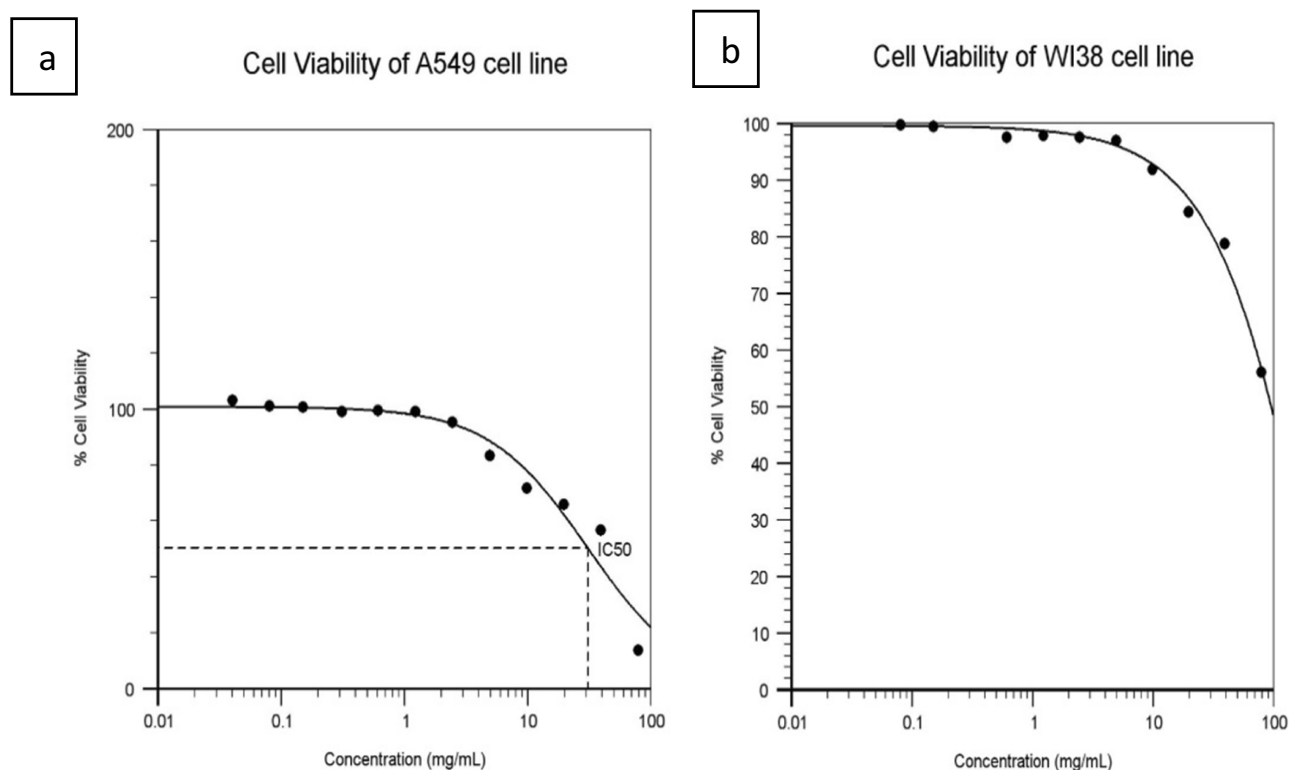 a
Cell Viability of A549 cell line
200
100
0
% Cell Viability
IC50
0.01 0.1 1 10 100
Concentration (mg/mL)
b
Cell Viability of WI38 cell line
100
90
80
70
60
50
40
30
20
10
0
% Cell Viability
0.01 0.1 1 10 100
Concentration (mg/mL)